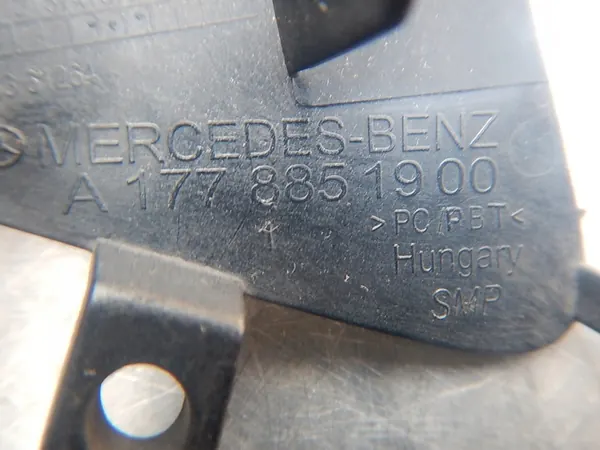 MERCEDES-BENZ
A 177 885 19 00
>PC/PBT<
Hungary
SMP